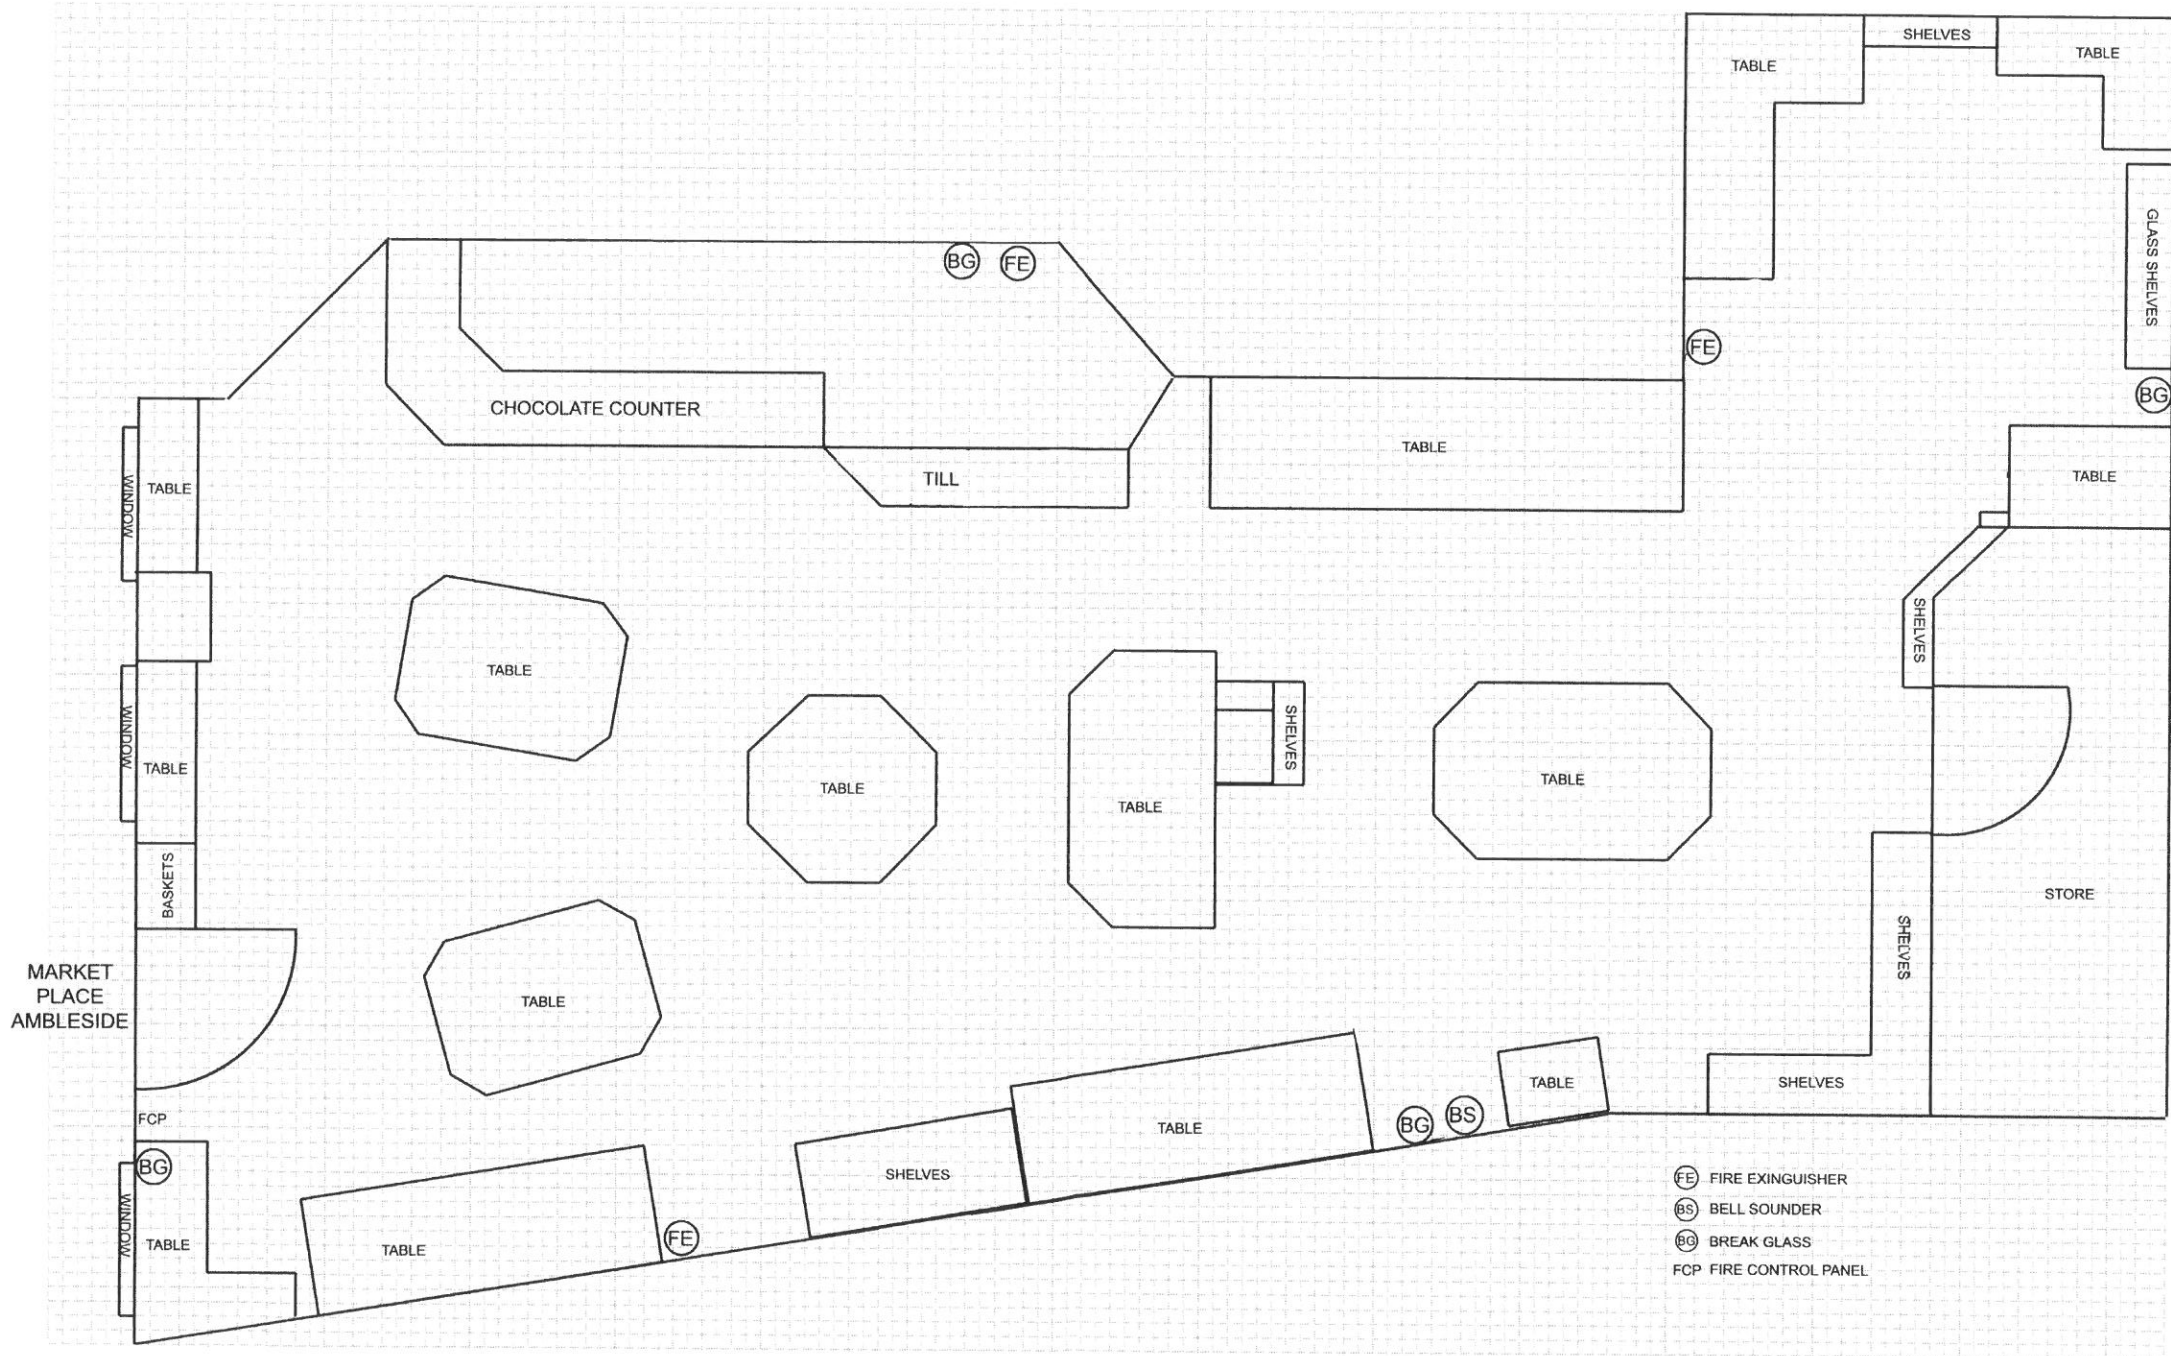 SHELVES
TABLE
TABLE
GLASS SHELVES
BG
FE
FE
BG
CHOCOLATE COUNTER
TABLE
TILL
TABLE
WINDOW
TABLE
SHELVES
TABLE
SHELVES
WINDOW
TABLE
TABLE
TABLE
TABLE
BASKETS
STORE
SHELVES
MARKET
PLACE
AMBLESIDE
TABLE
TABLE
SHELVES
FCP
BG
BS
TABLE
BG
SHELVES
WINDOW
TABLE
TABLE
FE
FE FIRE EXINGUISHER
BS BELL SOUNDER
BG BREAK GLASS
FCP FIRE CONTROL PANEL